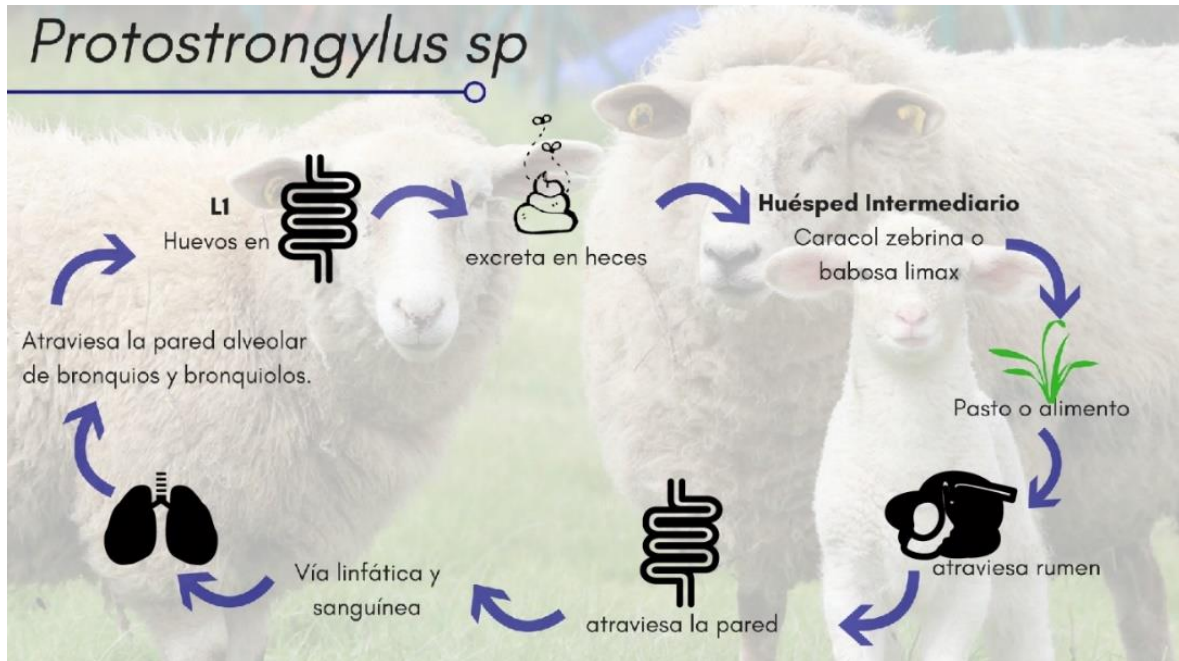 Protostrongylus sp
L1
Huevos en
excreta en heces
Huésped Intermediario
Caracol zebrina o
babosa limax
Pasto o alimento
atraviesa rumen
atraviesa la pared
Vía linfática y
sanguínea
Atraviesa la pared alveolar
de bronquios y bronquiolos.